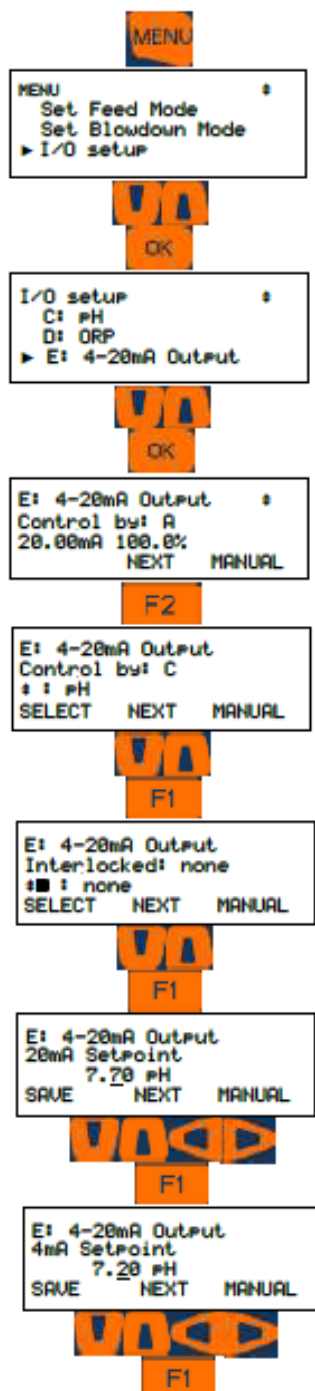 MENU
MENU
Set Feed Mode
Set Blowdown Mode
► I/O setup
OK
I/O setup
C: pH
D: ORP
► E: 4-20mA Output
OK
E: 4-20mA Output
Control by: A
20.00mA 100.0%
NEXT MANUAL
F2
E: 4-20mA Output
Control by: C
: pH
SELECT NEXT MANUAL
F1
E: 4-20mA Output
Interlocked: none
: none
SELECT NEXT MANUAL
F1
E: 4-20mA Output
20mA Setpoint
7.70 pH
SAVE NEXT MANUAL
F1
E: 4-20mA Output
4mA Setpoint
7.20 pH
SAVE NEXT MANUAL
F1